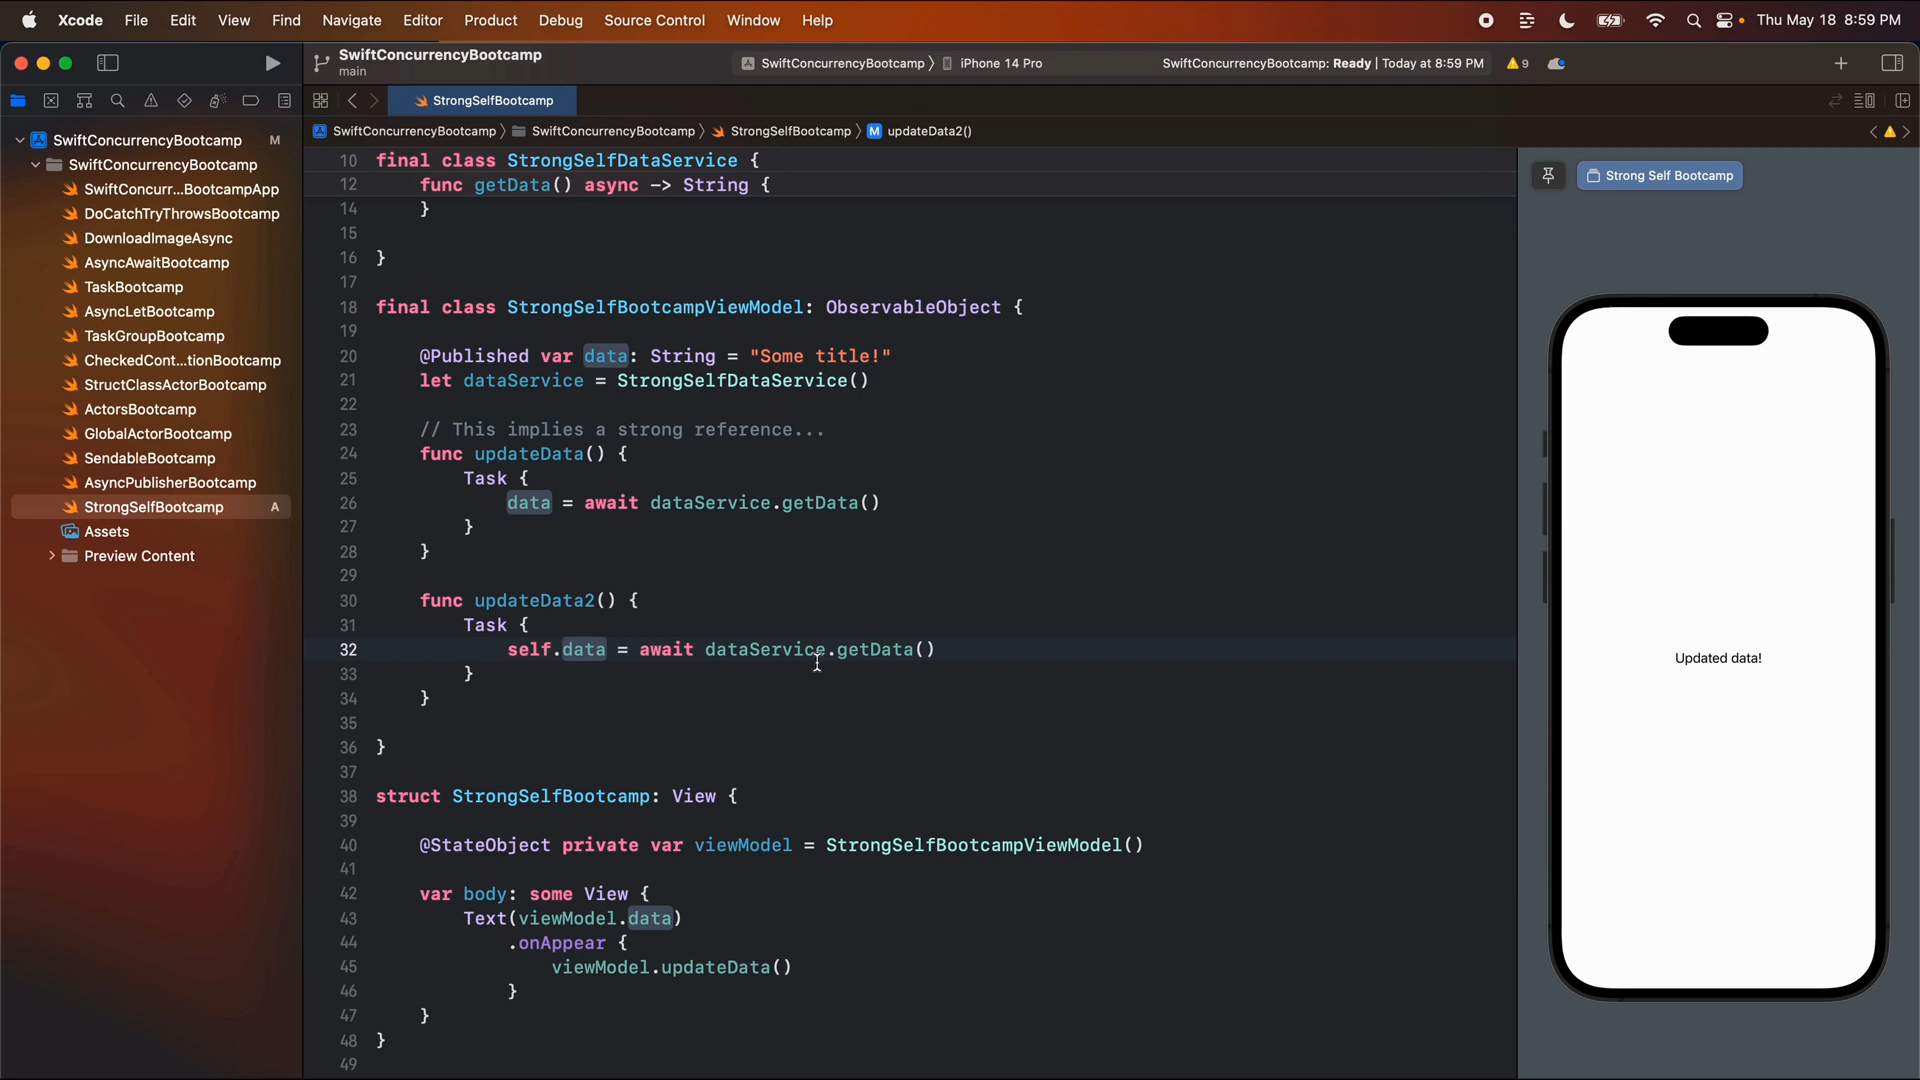 Xcode File Edit View Find Navigate Editor Product Debug Source Control Window Help Thu May 18 8:59 PM
SwiftConcurrencyBootcamp
main
SwiftConcurrencyBootcamp iPhone 14 Pro SwiftConcurrencyBootcamp: Ready | Today at 8:59 PM 9
StrongSelfBootcamp
SwiftConcurrencyBootcamp SwiftConcurrencyBootcamp StrongSelfBootcamp M updateData2()
SwiftConcurrencyBootcamp M
SwiftConcurrencyBootcamp
SwiftConcurr...BootcampApp
DoCatchTryThrowsBootcamp
DownloadImageAsync
AsyncAwaitBootcamp
TaskBootcamp
AsyncLetBootcamp
TaskGroupBootcamp
CheckedCont...tionBootcamp
StructClassActorBootcamp
ActorsBootcamp
GlobalActorBootcamp
SendableBootcamp
AsyncPublisherBootcamp
StrongSelfBootcamp A
Assets
Preview Content
10 final class StrongSelfDataService {
12 func getData() async -> String {
14 }
15
16 }
17
18 final class StrongSelfBootcampViewModel: ObservableObject {
19
20 @Published var data: String = "Some title!"
21 let dataService = StrongSelfDataService()
22
23 // This implies a strong reference...
24 func updateData() {
25 Task {
26 data = await dataService.getData()
27 }
28 }
29
30 func updateData2() {
31 Task {
32 self.data = await dataService.getData()
33 }
34 }
35
36 }
37
38 struct StrongSelfBootcamp: View {
39
40 @StateObject private var viewModel = StrongSelfBootcampViewModel()
41
42 var body: some View {
43 Text(viewModel.data)
44 .onAppear {
45 viewModel.updateData()
46 }
47 }
48 }
49
Strong Self Bootcamp
Updated data!